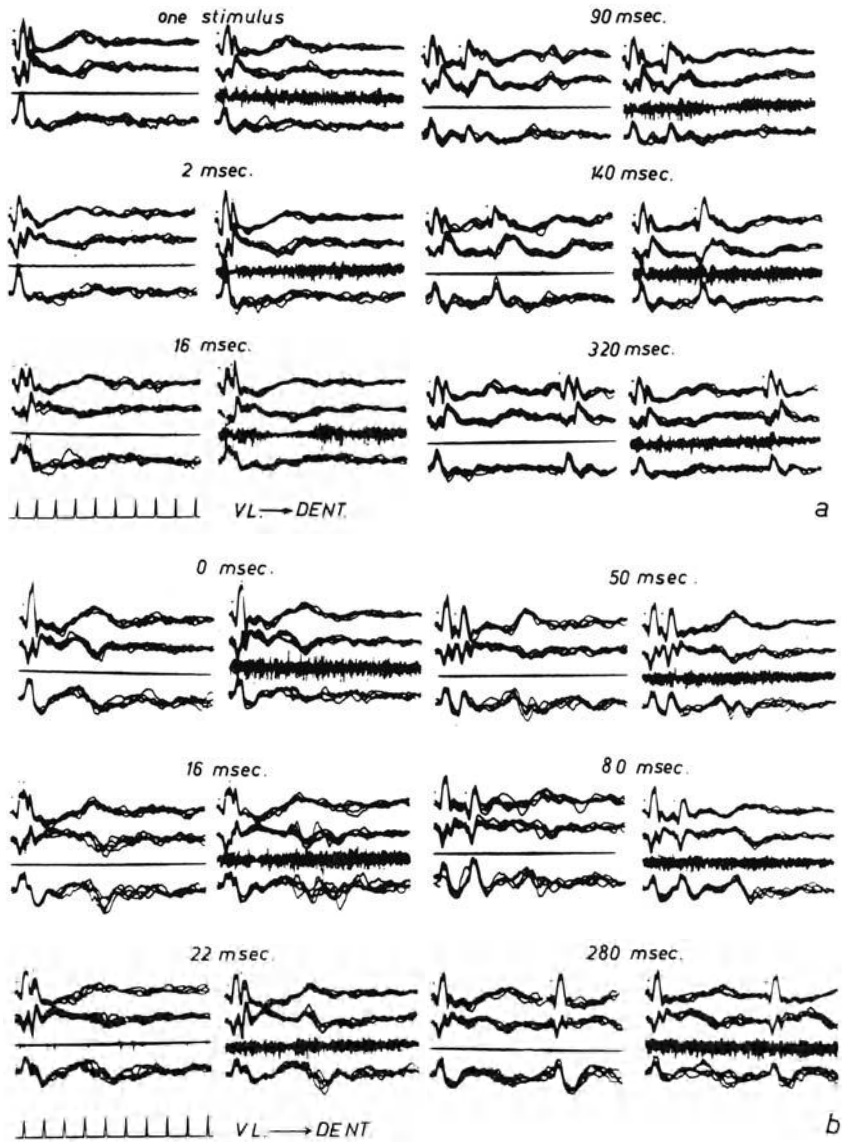 one stimulus
90 msec.
2 msec.
140 msec.
16 msec.
320 msec.
VL. → DENT.
a
0 msec.
50 msec.
16 msec.
80 msec.
22 msec.
280 msec.
VL. → DENT.
b